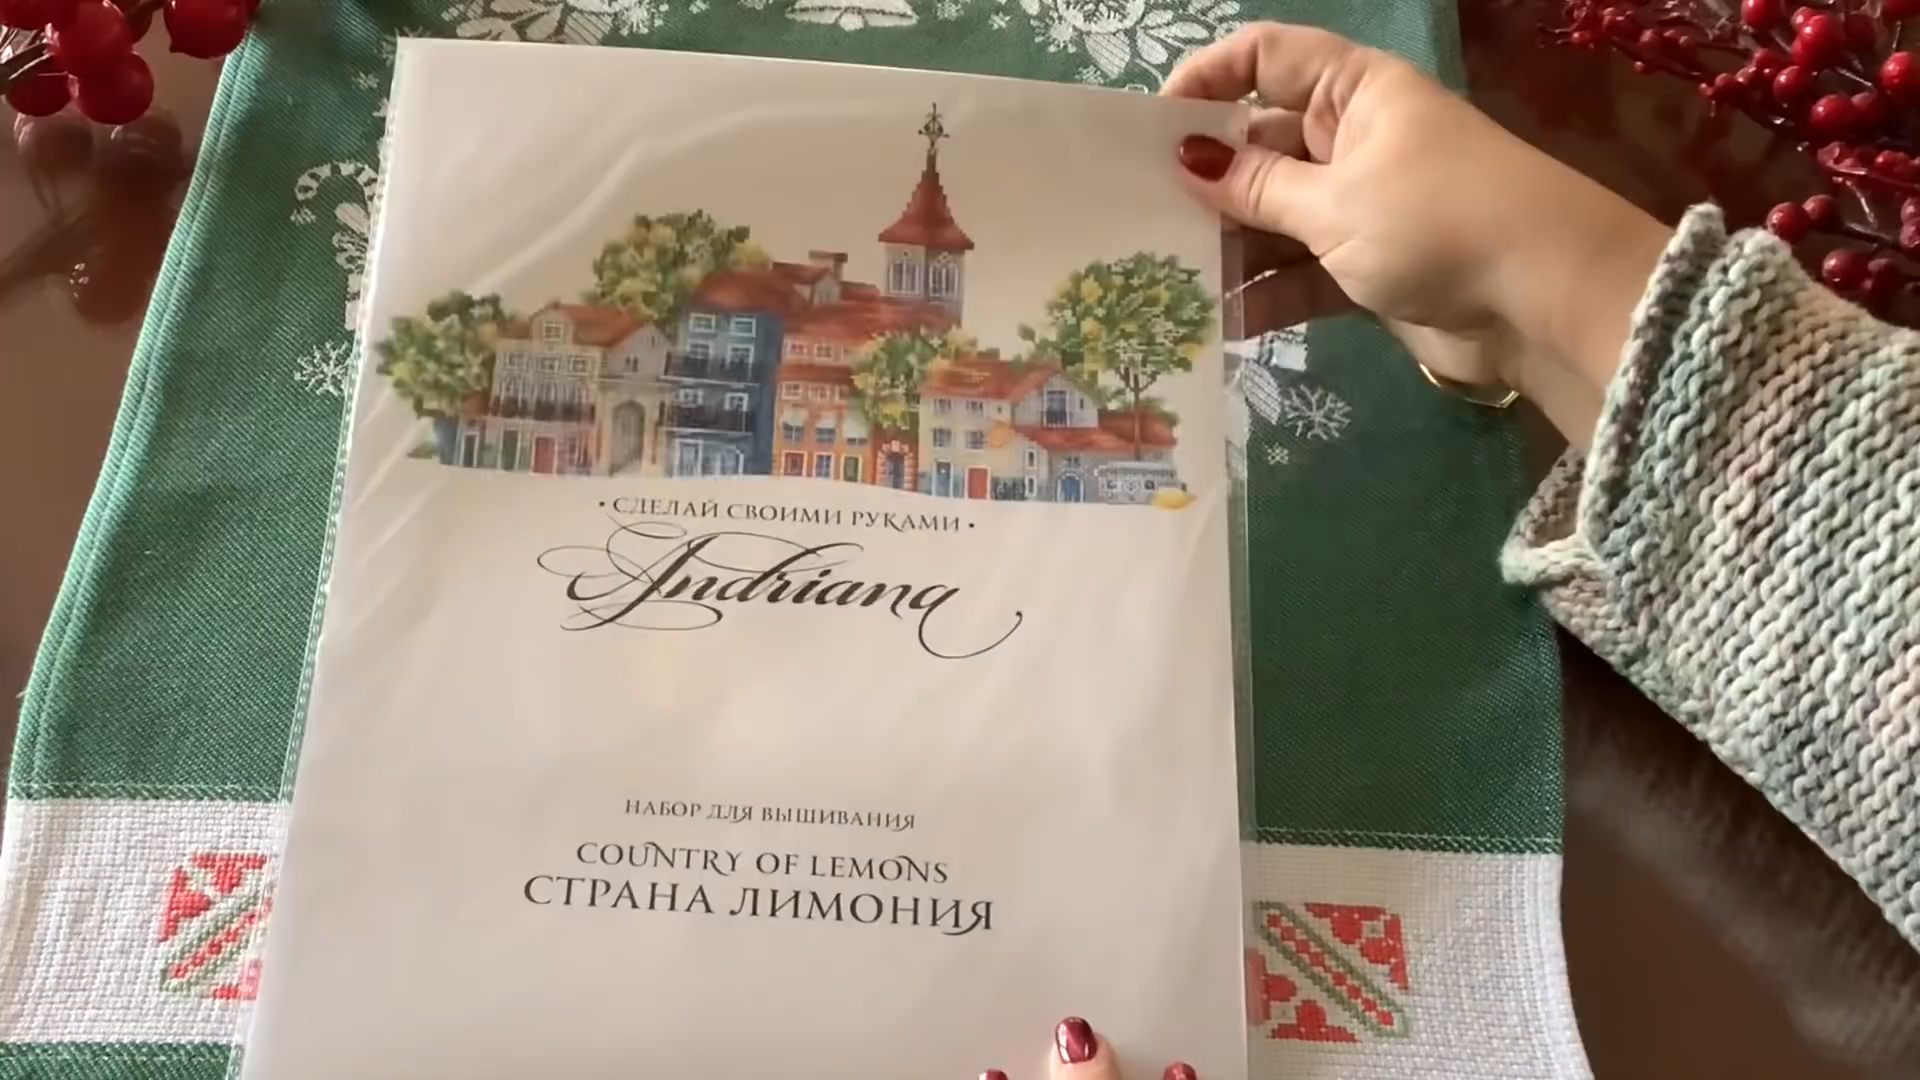 • СДЕЛАЙ СВОИМИ РУКАМИ •
Andriana
НАБОР ДЛЯ ВЫШИВАНИЯ
COUNTRY OF LEMONS
СТРАНА ЛИМОНИЯ